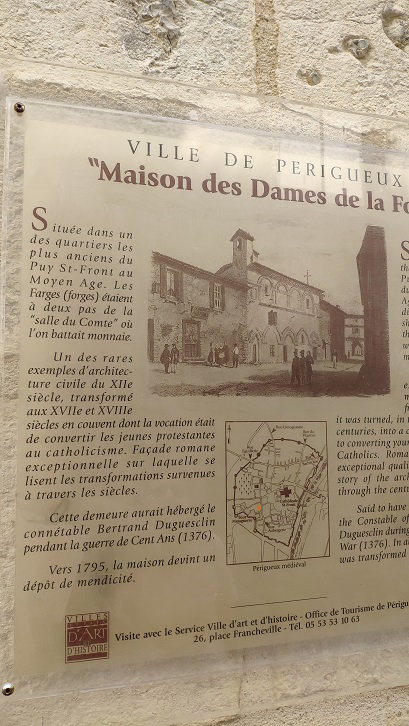 VILLE DE PERIGUEUX
"Maison des Dames de la
Située dans un
des quartiers les
plus anciens du
Puy St-Front au
Moyen Age. Les
Farges (forges) étaient
à deux pas de la
"salle du Comte" où
l'on battait monnaie.
Un des rares
exemples d'architec-
ture civile du XIIe
siècle, transformé
aux XVIIe et XVIIIe
siècles en couvent dont la vocation était
de convertir les jeunes protestantes
au catholicisme. Façade romane
exceptionnelle sur laquelle se
lisent les transformations survenues
à travers les siècles.
Cette demeure aurait hébergé le
connétable Bertrand Duguesclin
pendant la guerre de Cent Ans (1376).
Vers 1795, la maison devint un
dépôt de mendicité.
Périgueux médiéval
it was turned, in
centuries, into a
to converting
Catholics.
exceptional
story of the
through the
Said to have
the Constable of
Duguesclin during
War (1376). In
was transformed
VILLES
D'ART
D'HISTOIRE
Visite avec le Service Ville d'art et d'histoire - Office de Tourisme de
26, place Francheville - Tél. 05 53 53 10 63